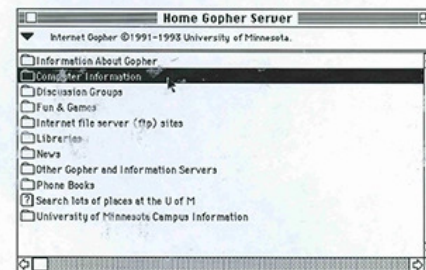 Home Gopher Server
Internet Gopher ©1991-1993 University of Minnesota.
Information About Gopher
Computer Information
Discussion Groups
Fun & Games
Internet file server (ftp) sites
Libraries
News
Other Gopher and Information Servers
Phone Books
? Search lots of places at the U of M
University of Minnesota Campus Information